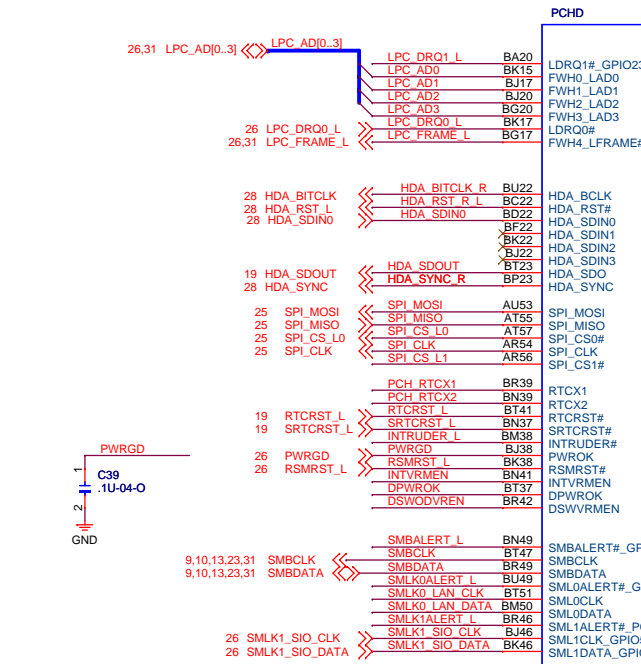 PCHD
26,31 LPC_AD[0..3] LPC_AD[0..3]
LPC_DRQ1_L BA20 LDRQ1#_GPIO23
LPC_AD0 BK15 FWH0_LAD0
LPC_AD1 BJ17 FWH1_LAD1
LPC_AD2 BJ20 FWH2_LAD2
LPC_AD3 BG20 FWH3_LAD3
26 LPC_DRQ0_L LPC_DRQ0_L BK17 LDRQ0#
26,31 LPC_FRAME_L LPC_FRAME_L BG17 FWH4_LFRAME#
28 HDA_BITCLK HDA_BITCLK_R BU22 HDA_BCLK
28 HDA_RST_L HDA_RST_R_L BC22 HDA_RST#
28 HDA_SDIN0 HDA_SDIN0 BD22 HDA_SDIN0
BF22 HDA_SDIN1
BK22 HDA_SDIN2
BJ22 HDA_SDIN3
19 HDA_SDOUT HDA_SDOUT BT23 HDA_SDO
28 HDA_SYNC HDA_SYNC_R BP23 HDA_SYNC
25 SPI_MOSI SPI_MOSI AU53 SPI_MOSI
25 SPI_MISO SPI_MISO AT55 SPI_MISO
25 SPI_CS_L0 SPI_CS_L0 AT57 SPI_CS0#
25 SPI_CLK SPI_CLK AR54 SPI_CLK
SPI_CS_L1 AR56 SPI_CS1#
PCH_RTCX1 BR39 RTCX1
PCH_RTCX2 BN39 RTCX2
19 RTCRST_L RTCRST_L BT41 RTCRST#
19 SRTCRST_L SRTCRST_L BN37 SRTCRST#
INTRUDER_L BM38 INTRUDER#
26 PWRGD PWRGD BJ38 PWROK
26 RSMRST_L RSMRST_L BK38 RSMRST#
INTVRMEN BN41 INTVRMEN
DPWROK BT37 DPWROK
DSWODVREN BR42 DSWVRMEN
PWRGD
1
C39
.1U-04-O
2
GND
SMBALERT_L BN49 SMBALERT#_GP
9,10,13,23,31 SMBCLK SMBCLK BT47 SMBCLK
9,10,13,23,31 SMBDATA SMBDATA BR49 SMBDATA
SMLK0ALERT_L BU49 SML0ALERT#_G
SMLK0_LAN_CLK BT51 SML0CLK
SMLK0_LAN_DATA BM50 SML0DATA
SMLK1ALERT_L BR46 SML1ALERT#_P
26 SMLK1_SIO_CLK SMLK1_SIO_CLK BJ46 SML1CLK_GPIO
26 SMLK1_SIO_DATA SMLK1_SIO_DATA BK46 SML1DATA_GPI